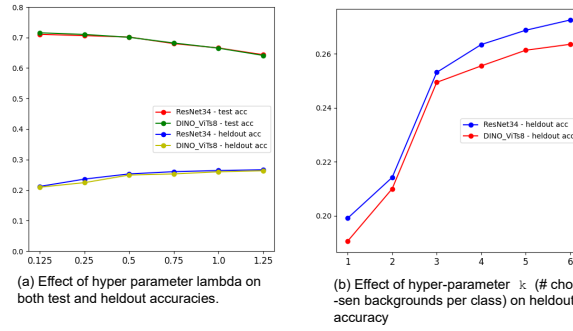 0.8
0.7
0.6
0.5
0.4
0.3
0.2
0.1
0.0
ResNet34 - test acc
DINO_ViTs8 - test acc
ResNet34 - heldout acc
DINO_ViTs8 - heldout acc
0.125 0.25 0.5 0.75 1.0 1.25
(a) Effect of hyper parameter lambda on
both test and heldout accuracies.
0.26
0.24
0.22
0.20
ResNet34 - heldout acc
DINO_ViTs8 - heldout acc
1 2 3 4 5 6
(b) Effect of hyper-parameter k (# cho
-sen backgrounds per class) on heldout
accuracy